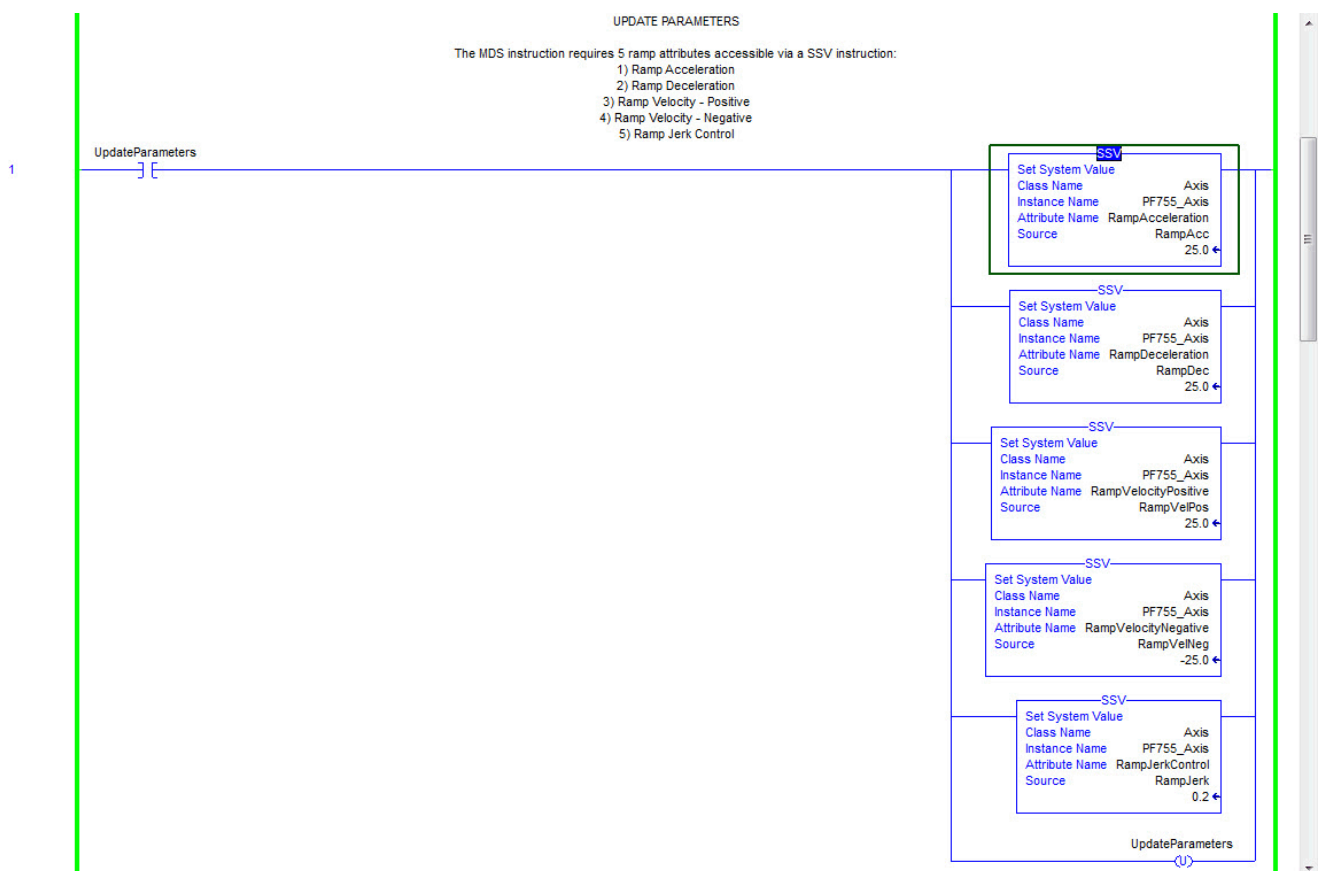 UPDATE PARAMETERS
The MDS instruction requires 5 ramp attributes accessible via a SSV instruction:
1) Ramp Acceleration
2) Ramp Deceleration
3) Ramp Velocity - Positive
4) Ramp Velocity - Negative
5) Ramp Jerk Control
UpdateParameters
1
SSV
Set System Value
Class Name Axis
Instance Name PF755_Axis
Attribute Name RampAcceleration
Source RampAcc
25.0
SSV
Set System Value
Class Name Axis
Instance Name PF755_Axis
Attribute Name RampDeceleration
Source RampDec
25.0
SSV
Set System Value
Class Name Axis
Instance Name PF755_Axis
Attribute Name RampVelocityPositive
Source RampVelPos
25.0
SSV
Set System Value
Class Name Axis
Instance Name PF755_Axis
Attribute Name RampVelocityNegative
Source RampVelNeg
-25.0
SSV
Set System Value
Class Name Axis
Instance Name PF755_Axis
Attribute Name RampJerkControl
Source RampJerk
0.2
UpdateParameters
U